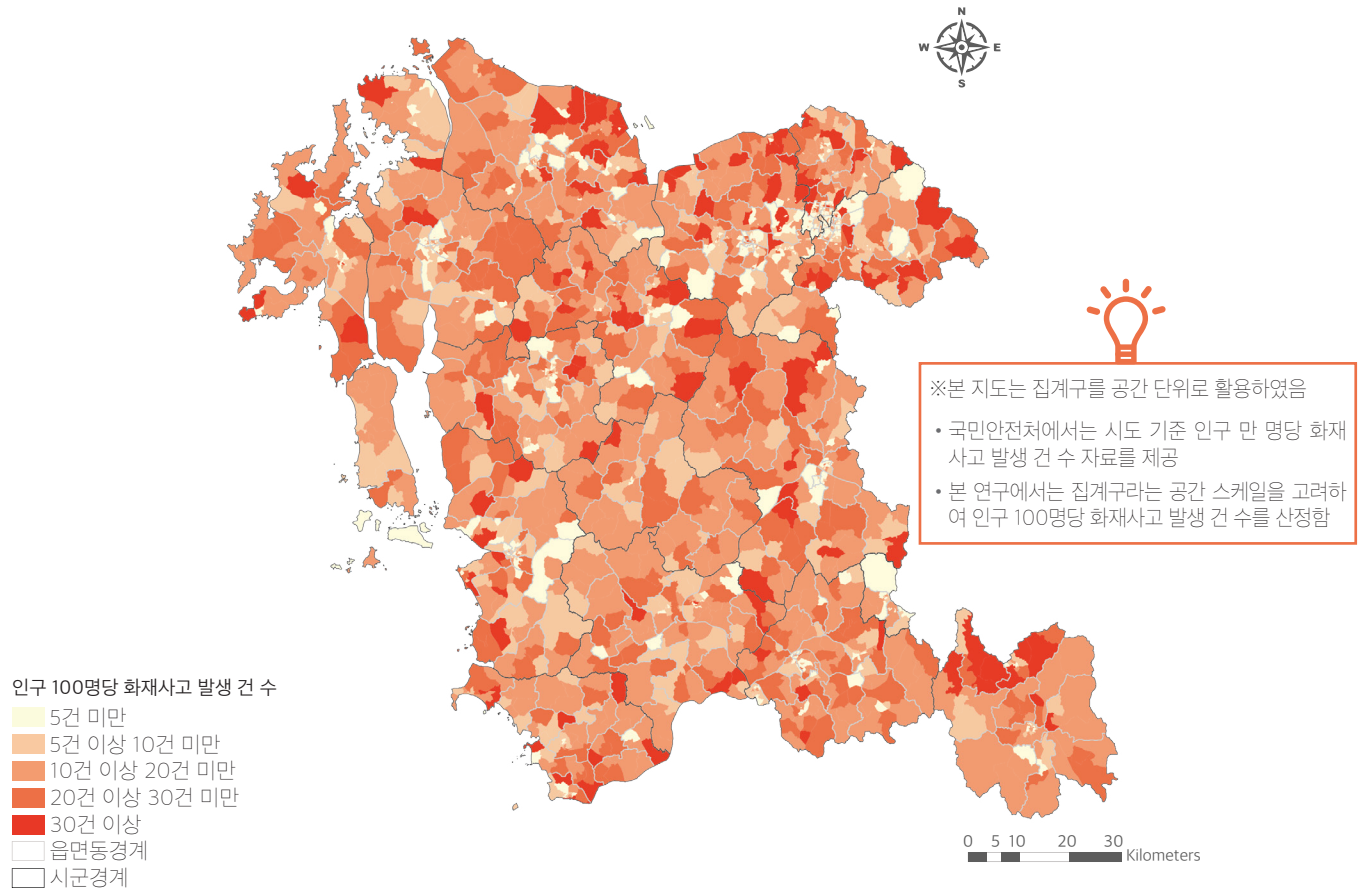 N
W E
S
※본 지도는 집계구를 공간 단위로 활용하였음
• 국민안전처에서는 시도 기준 인구 만 명당 화재
사고 발생 건 수 자료를 제공
• 본 연구에서는 집계구라는 공간 스케일을 고려하
여 인구 100명당 화재사고 발생 건 수를 산정함
인구 100명당 화재사고 발생 건 수
5건 미만
5건 이상 10건 미만
10건 이상 20건 미만
20건 이상 30건 미만
30건 이상
읍면동경계
시군경계
0 5 10 20 30
Kilometers